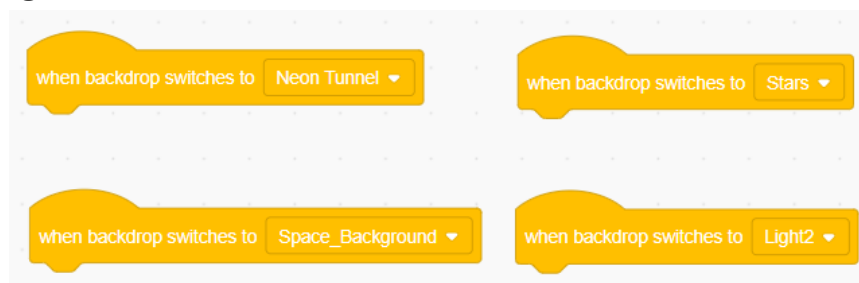 when backdrop switches to Neon Tunnel
when backdrop switches to Stars
when backdrop switches to Space_Background
when backdrop switches to Light2